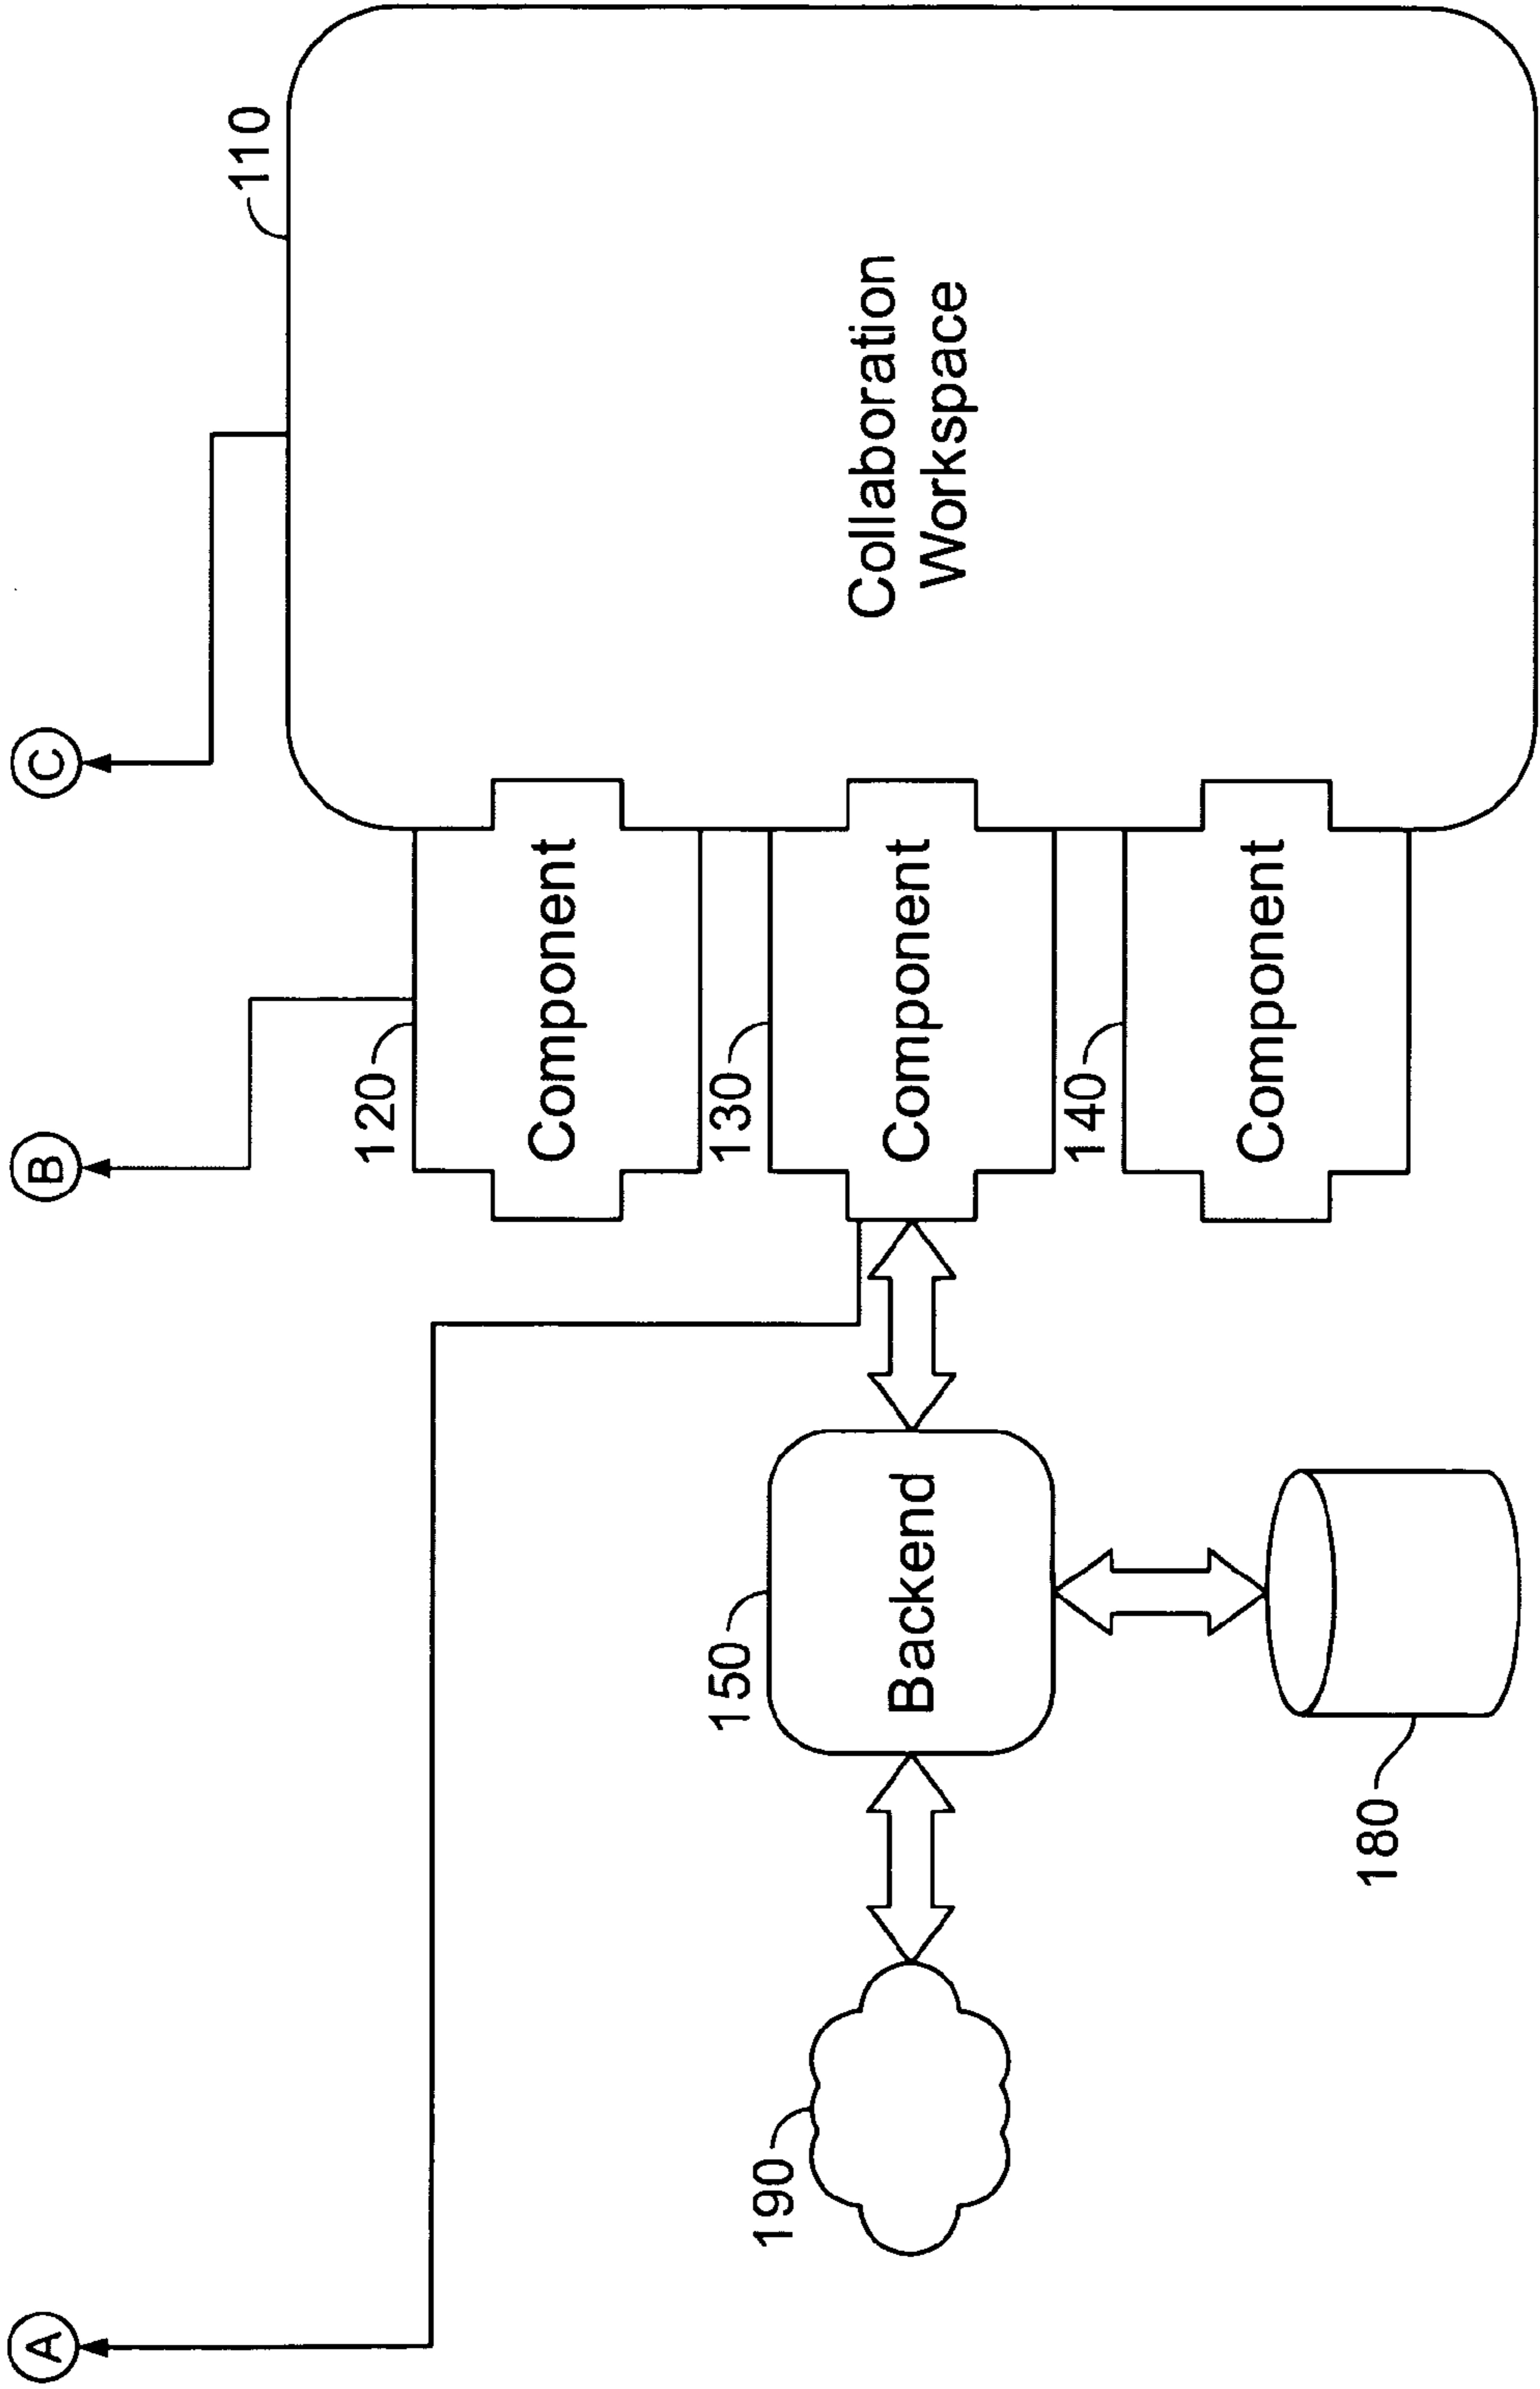 A
B
C
110
120
Component
130
Component
140
Component
Collaboration
Workspace
150
Backend
190
180